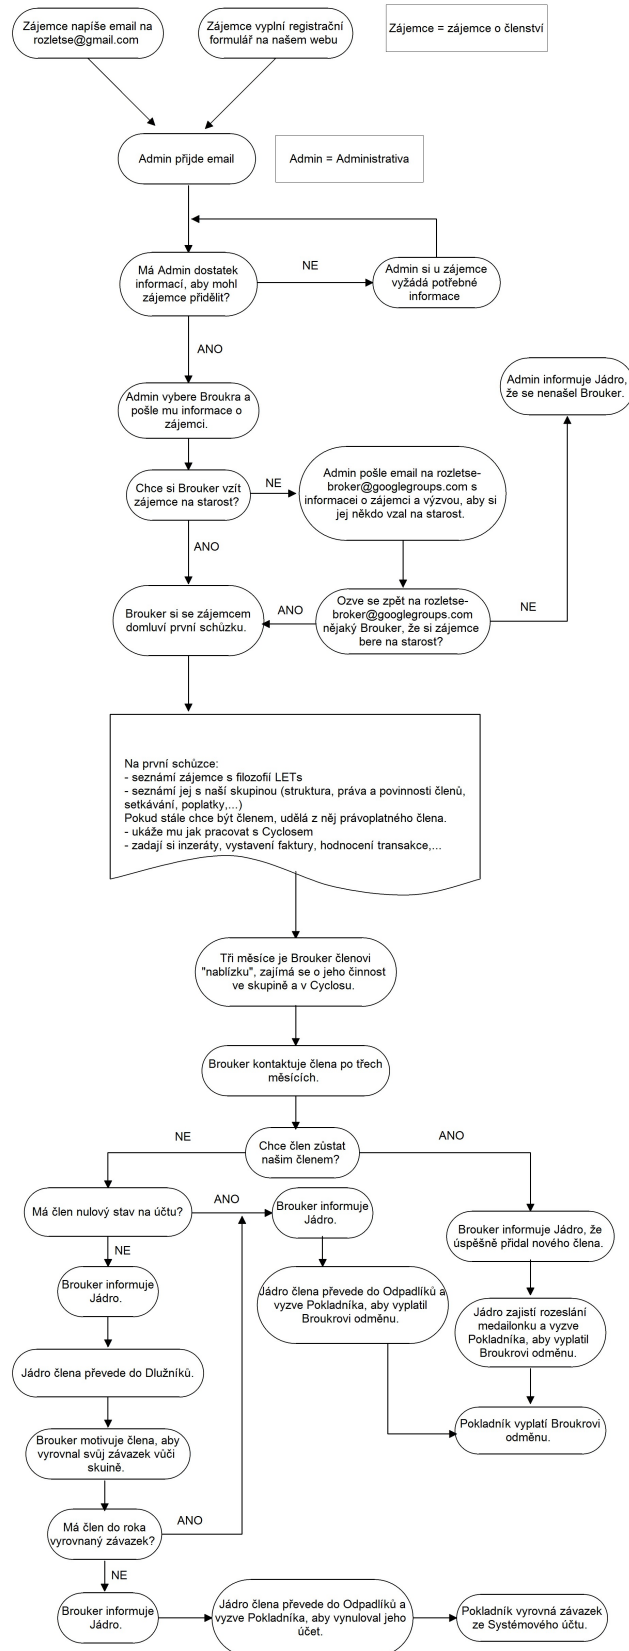 Zájemce napíše email na
rozletse@gmail.com
Zájemce vyplní registrační
formulář na našem webu
Zájemce = zájemce o členství
Admin přijde email
Admin = Administrativa
Má Admin dostatek
informací, aby mohl
zájemce přidělit?
NE
Admin si u zájemce
vyžádá potřebné
informace
ANO
Admin vybere Broukra a
pošle mu informace o
zájemci.
Admin informuje Jádro,
že se nenašel Brouker.
Chce si Brouker vzít
zájemce na starost?
NE
Admin pošle email na rozletse-
broker@googlegroups.com s
informacei o zájemci a výzvou, aby si
jej někdo vzal na starost.
ANO
Brouker si se zájemcem
domluví první schůzku.
ANO
Ozve se zpět na rozletse-
broker@googlegroups.com
nějaký Brouker, že si zájemce
bere na starost?
NE
Na první schůzce:
- seznámí zájemce s filozofií LETs
- seznámí jej s naší skupinou (struktura, práva a povinnosti členů,
setkávání, poplatky,...)
Pokud stále chce být členem, udělá z něj právoplatného člena.
- ukáže mu jak pracovat s Cyclosem
- zadají si inzeráty, vystavení faktury, hodnocení transakce,...
Tři měsíce je Brouker členovi
"nablízku", zajímá se o jeho činnost
ve skupině a v Cyclosu.
Brouker kontaktuje člena po třech
měsících.
NE
Chce člen zůstat
našim členem?
ANO
Má člen nulový stav na účtu?
ANO
Brouker informuje
Jádro.
Brouker informuje Jádro, že
úspěšně přidal nového člena.
NE
Brouker informuje
Jádro.
Jádro člena převede do Odpadlíků a
vyzve Pokladníka, aby vyplatil
Broukrovi odměnu.
Jádro zajistí rozeslání
medailonku a vyzve
Pokladníka, aby vyplatil
Broukrovi odměnu.
Jádro člena převede do Dlužníků.
Pokladník vyplatí Broukrovi
odměnu.
Brouker motivuje člena, aby
vyrovnal svůj závazek vůči
skuině.
Má člen do roka
vyrovnaný závazek?
ANO
NE
Brouker informuje
Jádro.
Jádro člena převede do Odpadlíků a
vyzve Pokladníka, aby vynuloval jeho
účet.
Pokladník vyrovná závazek
ze Systémového účtu.